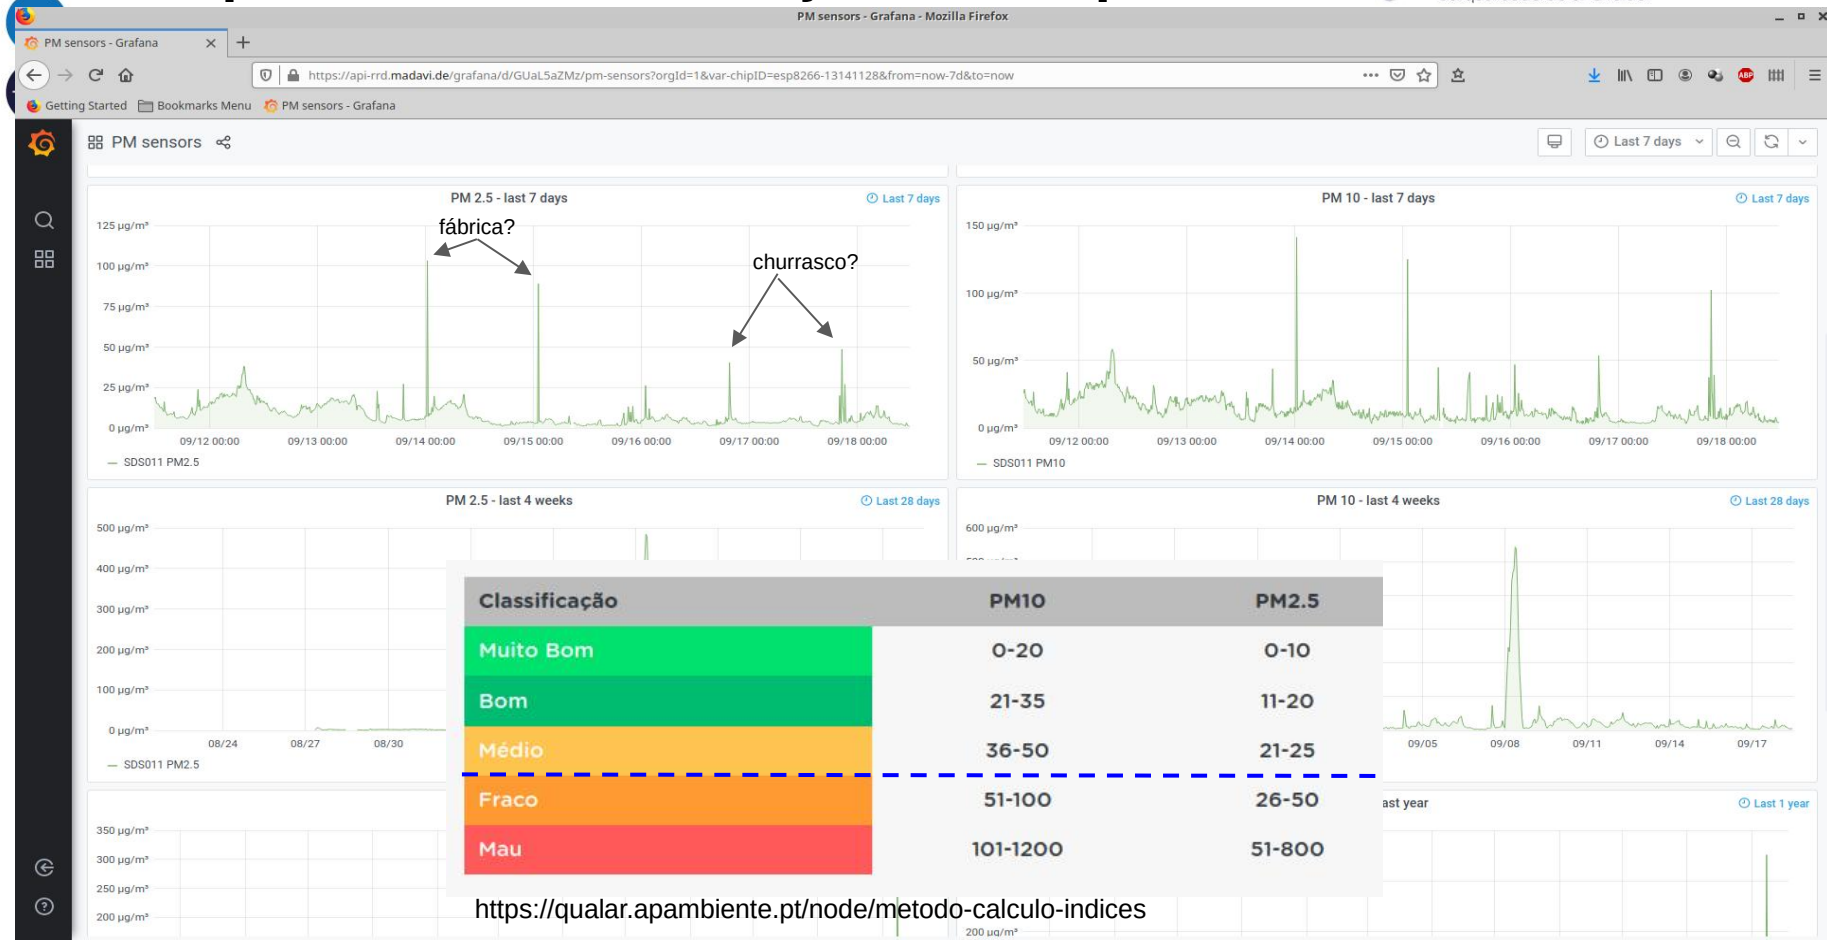 PM sensors - Grafana - Mozilla Firefox
PM sensors - Grafana
https://api-rrd.madavi.de/grafana/d/GUaL5aZMz/pm-sensors?orgId=1&var-chipID=esp8266-13141128&from=now-7d&to=now
Getting Started Bookmarks Menu PM sensors - Grafana
ABP
PM sensors
Last 7 days
PM 2.5 - last 7 days
Last 7 days
125 µg/m³
100 µg/m³
75 µg/m³
50 µg/m³
25 µg/m³
0 µg/m³
fábrica?
churrasco?
09/12 00:00 09/13 00:00 09/14 00:00 09/15 00:00 09/16 00:00 09/17 00:00 09/18 00:00
SDS011 PM2.5
PM 10 - last 7 days
Last 7 days
150 µg/m³
100 µg/m³
50 µg/m³
0 µg/m³
09/12 00:00 09/13 00:00 09/14 00:00 09/15 00:00 09/16 00:00 09/17 00:00 09/18 00:00
SDS011 PM10
PM 2.5 - last 4 weeks
Last 28 days
500 µg/m³
400 µg/m³
300 µg/m³
200 µg/m³
100 µg/m³
0 µg/m³
08/24 08/27 08/30
SDS011 PM2.5
PM 10 - last 4 weeks
Last 28 days
600 µg/m³
09/05 09/08 09/11 09/14 09/17
Classificação PM10 PM2.5
Muito Bom 0-20 0-10
Bom 21-35 11-20
Médio 36-50 21-25
Fraco 51-100 26-50
Mau 101-1200 51-800
https://qualar.apambiente.pt/node/metodo-calculo-indices
350 µg/m³
300 µg/m³
250 µg/m³
200 µg/m³
ast year
Last 1 year
200 µg/m³